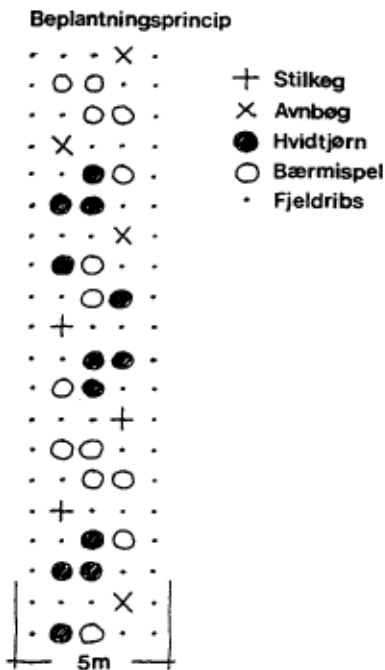 Beplantningsprincip
Stilkeg
Avnbøg
Hvidtjørn
Bærmispel
Fjeldribs
5m